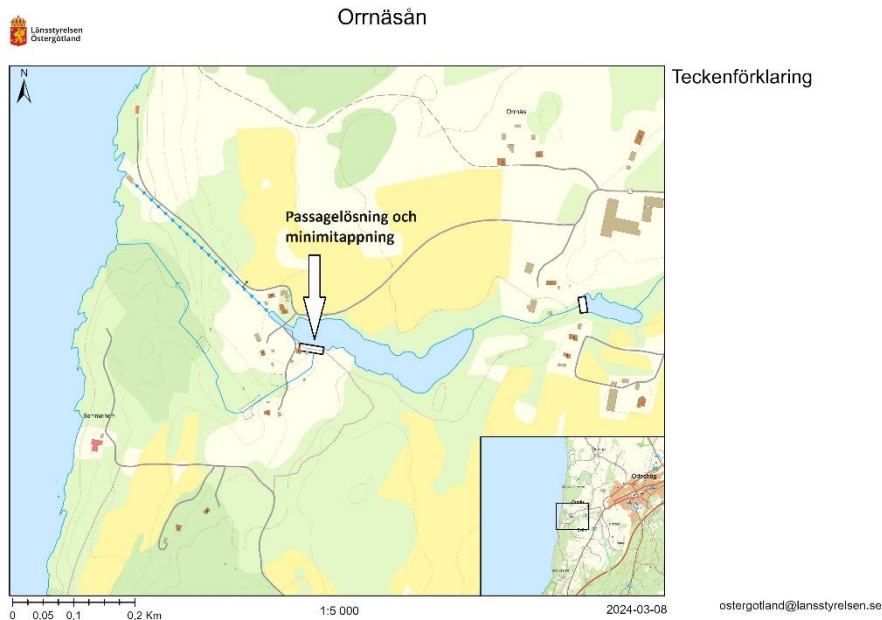 Orrnäsån
Länsstyrelsen
Östergötland
Teckenförklaring
N
Orrnäs
Passagelösning och
minimitappning
Sommarhem
Ödeshög
Orrnäs
0 0,05 0,1 0,2 Km
1:5 000
2024-03-08
ostergotland@lansstyrelsen.se